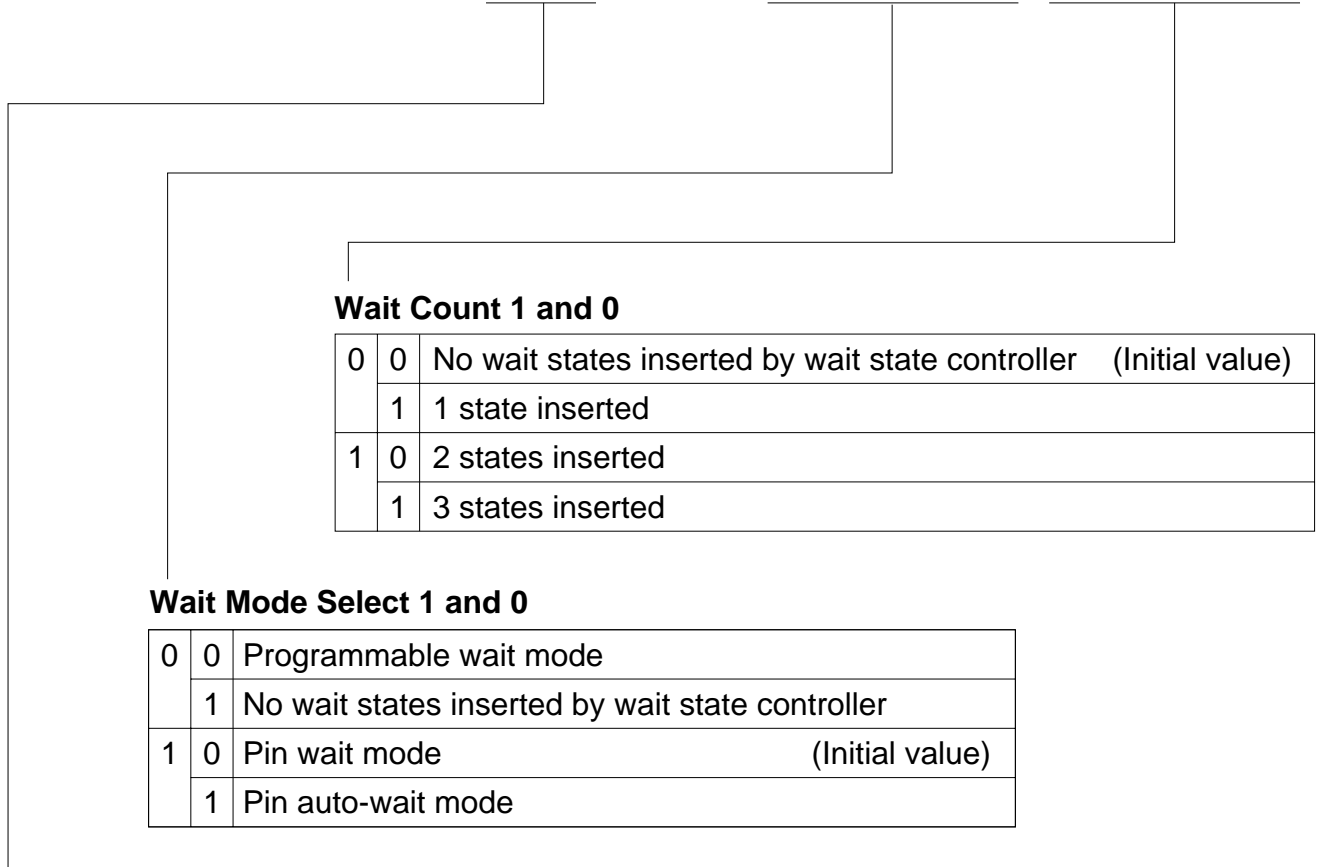 Wait Count 1 and 0
0 0 No wait states inserted by wait state controller (Initial value)
1 1 state inserted
1 0 2 states inserted
1 3 states inserted
Wait Mode Select 1 and 0
0 0 Programmable wait mode
1 No wait states inserted by wait state controller
1 0 Pin wait mode (Initial value)
1 Pin auto-wait mode